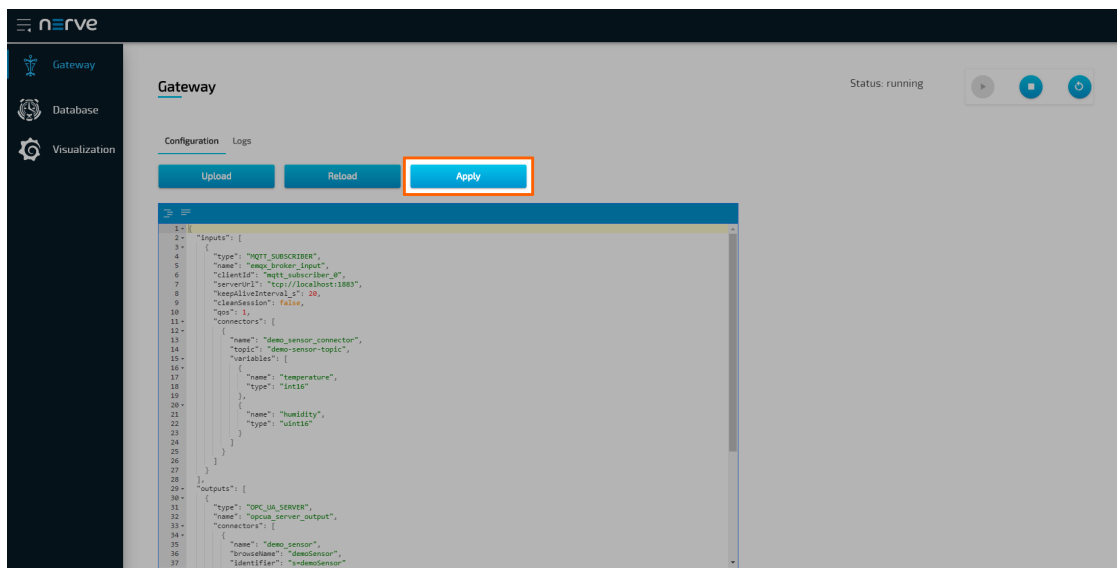 nerve
Gateway
Database
Visualization
Gateway
Status: running
Configuration Logs
Upload Reload Apply
1 {
2 "inputs": [
3 {
4 "type": "MQTT_SUBSCRIBER",
5 "name": "emqx_broker_input",
6 "clientId": "mqtt_subscriber_0",
7 "serverUrl": "tcp://localhost:1883",
8 "keepAliveInterval_s": 20,
9 "cleanSession": false,
10 "qos": 1,
11 "connectors": [
12 {
13 "name": "demo_sensor_connector",
14 "topic": "demo-sensor-topic",
15 "variables": [
16 {
17 "name": "temperature",
18 "type": "int16"
19 },
20 {
21 "name": "humidity",
22 "type": "uint16"
23 }
24 ]
25 }
26 ]
27 }
28 ],
29 "outputs": [
30 {
31 "type": "OPC_UA_SERVER",
32 "name": "opcua_server_output",
33 "connectors": [
34 {
35 "name": "demo_sensor",
36 "browseName": "demoSensor",
37 "identifier": "s=demoSensor"